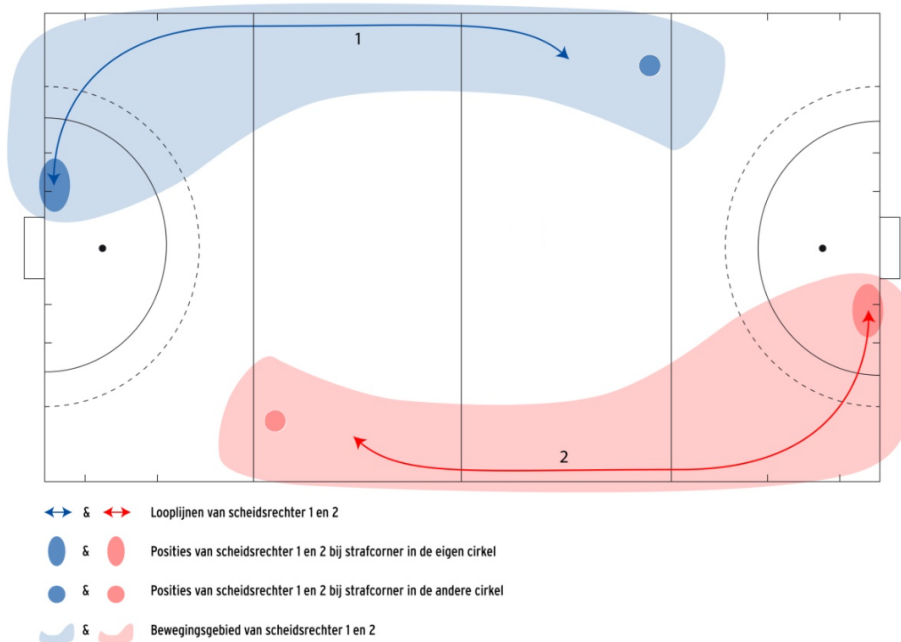 1
2
& Looplijnen van scheidsrechter 1 en 2
& Posities van scheidsrechter 1 en 2 bij strafcorner in de eigen cirkel
& Posities van scheidsrechter 1 en 2 bij strafcorner in de andere cirkel
& Bewegingsgebied van scheidsrechter 1 en 2